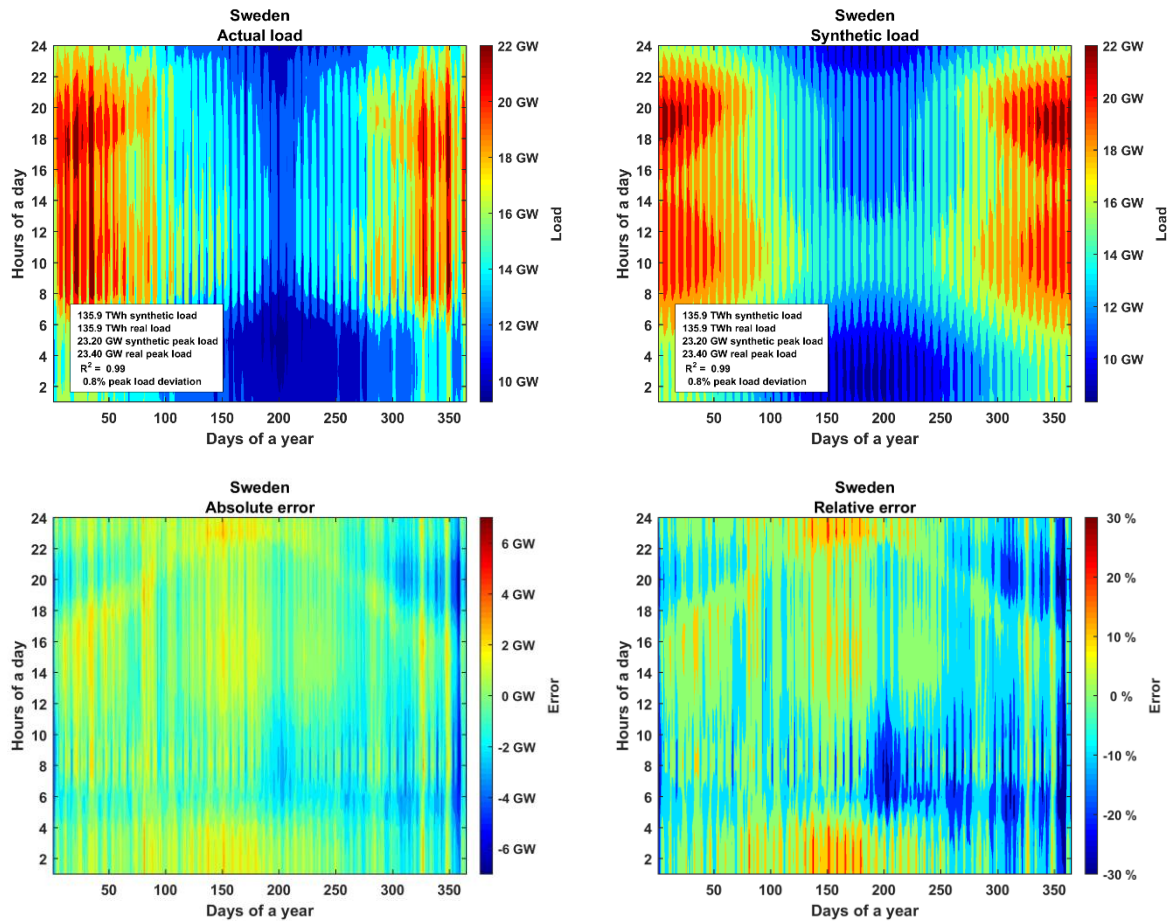 Sweden
Actual load
24
22
20
18
16
14
12
10
8
6
4
2
Hours of a day
135.9 TWh synthetic load
135.9 TWh real load
23.20 GW synthetic peak load
23.40 GW real peak load
R² = 0.99
0.8% peak load deviation
50 100 150 200 250 300 350
Days of a year
22 GW
20 GW
18 GW
16 GW
14 GW
12 GW
10 GW
Load
Sweden
Synthetic load
24
22
20
18
16
14
12
10
8
6
4
2
Hours of a day
135.9 TWh synthetic load
135.9 TWh real load
23.20 GW synthetic peak load
23.40 GW real peak load
R² = 0.99
0.8% peak load deviation
50 100 150 200 250 300 350
Days of a year
22 GW
20 GW
18 GW
16 GW
14 GW
12 GW
10 GW
Load
Sweden
Absolute error
24
22
20
18
16
14
12
10
8
6
4
2
Hours of a day
50 100 150 200 250 300 350
Days of a year
6 GW
4 GW
2 GW
0 GW
-2 GW
-4 GW
-6 GW
Error
Sweden
Relative error
24
22
20
18
16
14
12
10
8
6
4
2
Hours of a day
50 100 150 200 250 300 350
Days of a year
30 %
20 %
10 %
0 %
-10 %
-20 %
-30 %
Error